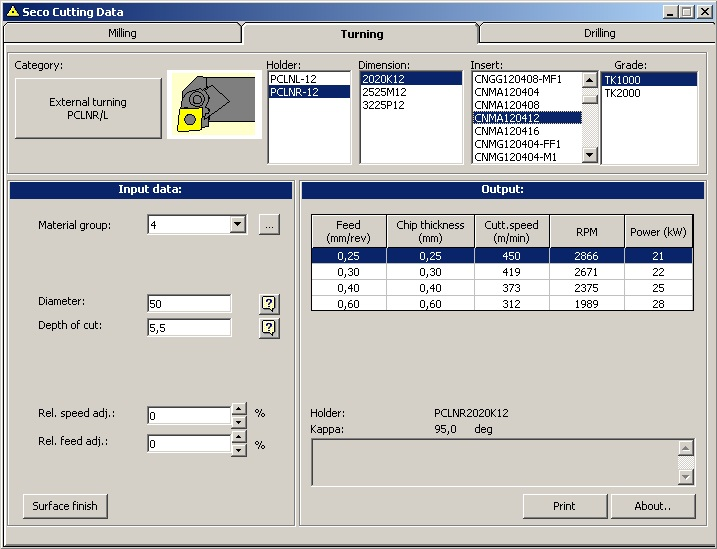 Seco Cutting Data
Milling
Turning
Drilling
Category:
External turning
PCLNR/L
Holder:
PCLNL-12
PCLNR-12
Dimension:
2020K12
2525M12
3225P12
Insert:
CNGG120408-MF1
CNMA120404
CNMA120408
CNMA120412
CNMA120416
CNMG120404-FF1
CNMG120404-M1
Grade:
TK1000
TK2000
Input data:
Material group: 4 ...
Diameter: 50 ?
Depth of cut: 5,5 ?
Rel. speed adj.: 0 %
Rel. feed adj.: 0 %
Surface finish
Output:
Feed (mm/rev) Chip thickness (mm) Cutt.speed (m/min) RPM Power (kW)
0,25 0,25 450 2866 21
0,30 0,30 419 2671 22
0,40 0,40 373 2375 25
0,60 0,60 312 1989 28
Holder: PCLNR2020K12
Kappa: 95,0 deg
Print
About..